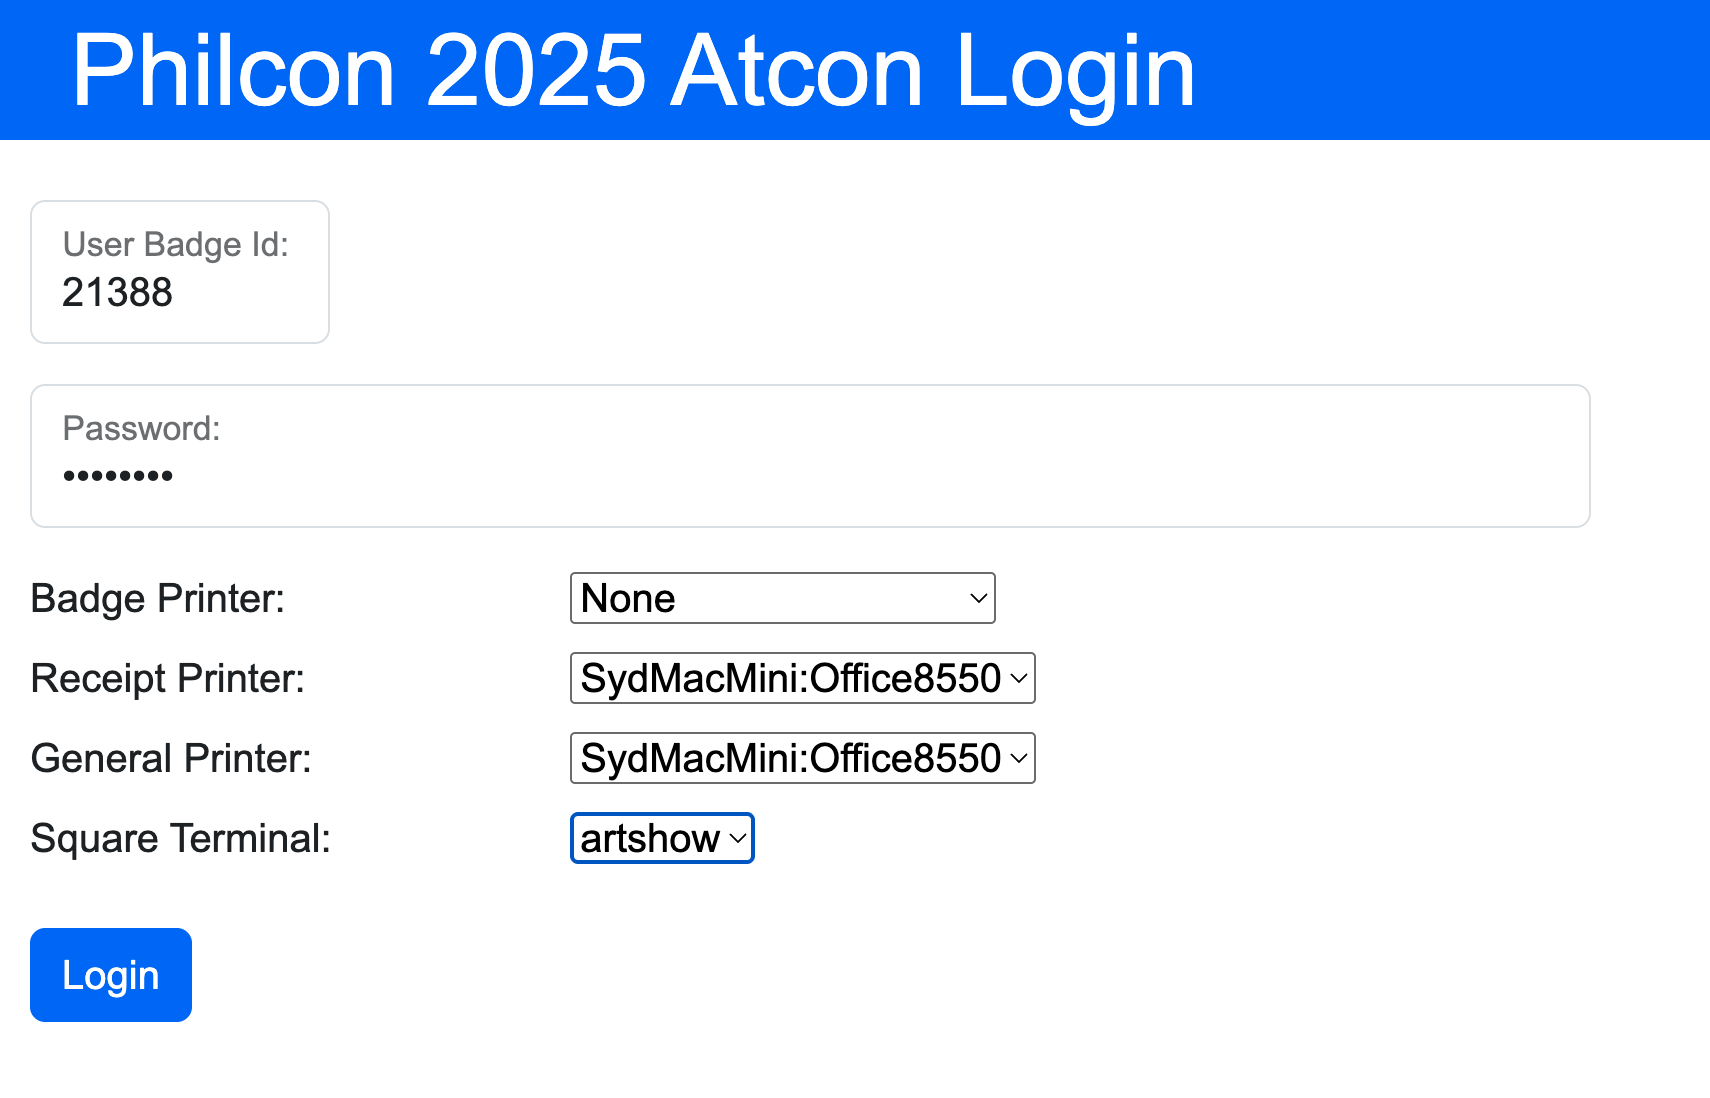 Philcon 2025 Atcon Login
User Badge Id:
21388
Password:
••••••••
Badge Printer: None
Receipt Printer: SydMacMini:Office8550
General Printer: SydMacMini:Office8550
Square Terminal: artshow
Login